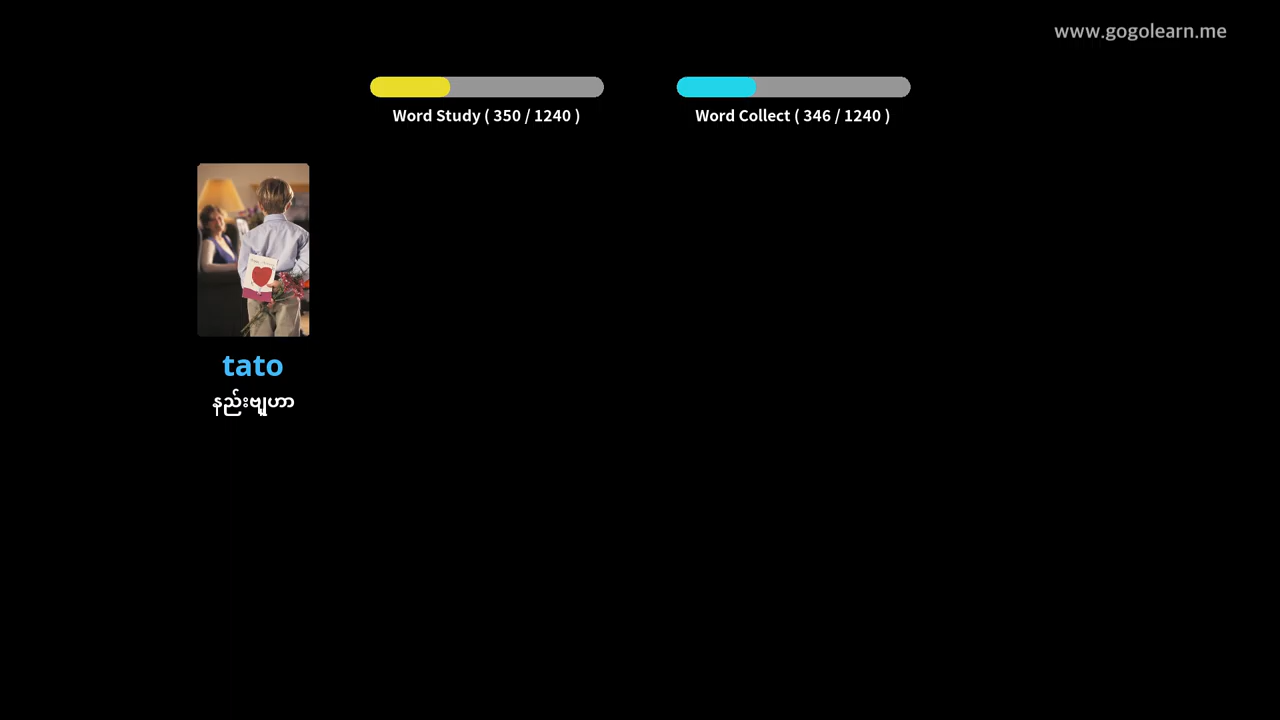 www.gogolearn.me
Word Study ( 350 / 1240 )
Word Collect ( 346 / 1240 )
tato
နည်းဗျူဟာ